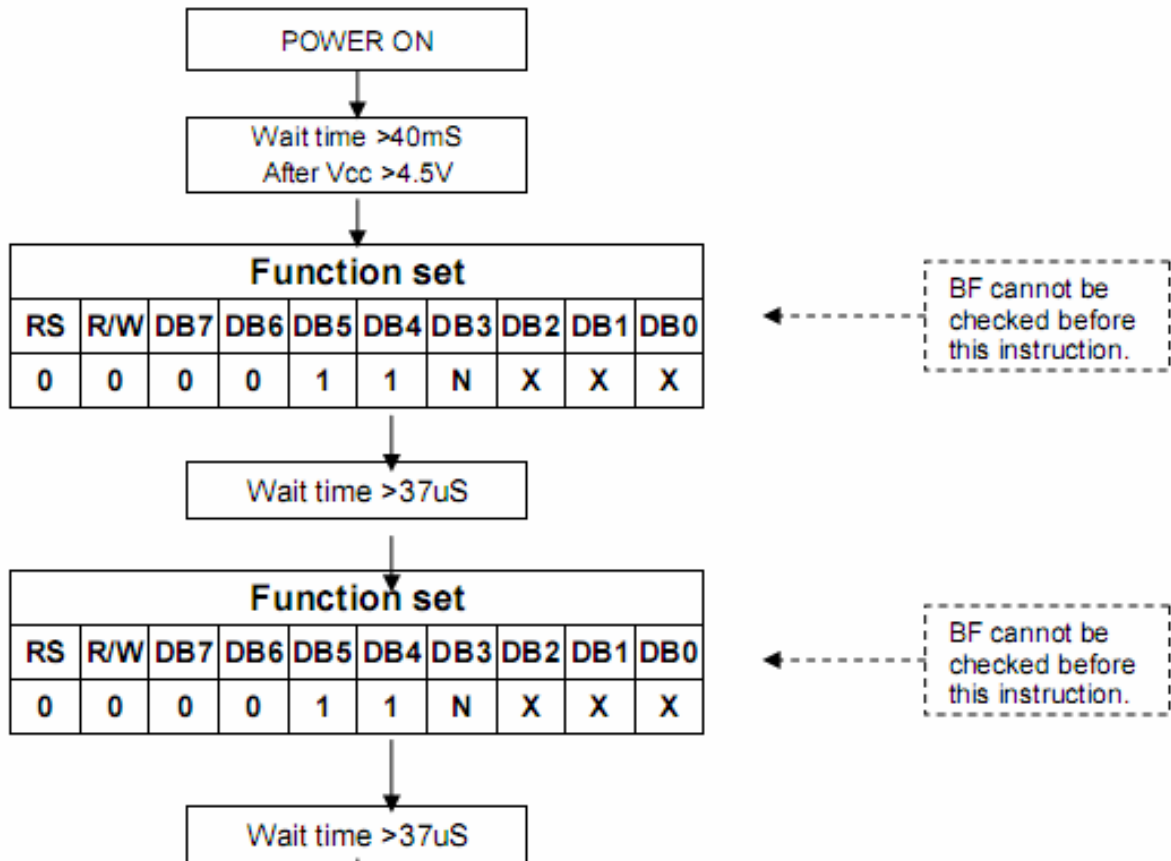 POWER ON
Wait time >40mS
After Vcc >4.5V
Function set
RS R/W DB7 DB6 DB5 DB4 DB3 DB2 DB1 DB0
0 0 0 0 1 1 N X X X
BF cannot be
checked before
this instruction.
Wait time >37uS
Function set
RS R/W DB7 DB6 DB5 DB4 DB3 DB2 DB1 DB0
0 0 0 0 1 1 N X X X
BF cannot be
checked before
this instruction.
Wait time >37uS